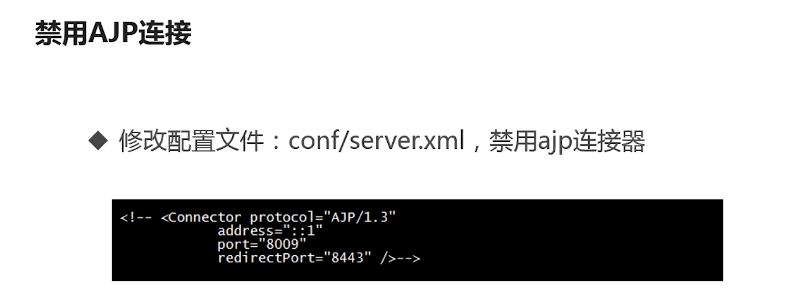 禁用AJP连接
◆ 修改配置文件：conf/server.xml，禁用ajp连接器
<!-- <Connector protocol="AJP/1.3"
address="::1"
port="8009"
redirectPort="8443" />-->